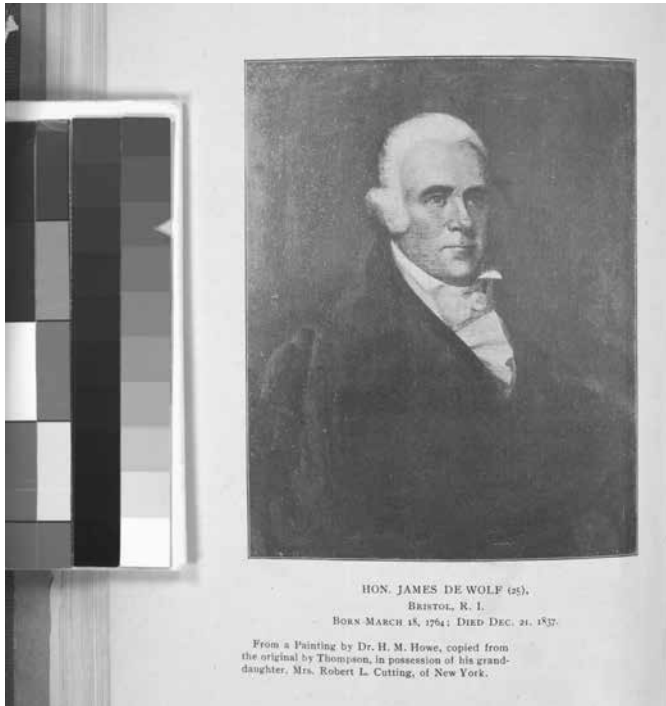 HON. JAMES DE WOLF (25),
BRISTOL, R. I.
BORN MARCH 18, 1764; DIED DEC. 21. 1837.
From a Painting by Dr. H. M. Howe, copied from
the original by Thompson, in possession of his grand-
daughter, Mrs. Robert L. Cutting, of New York.